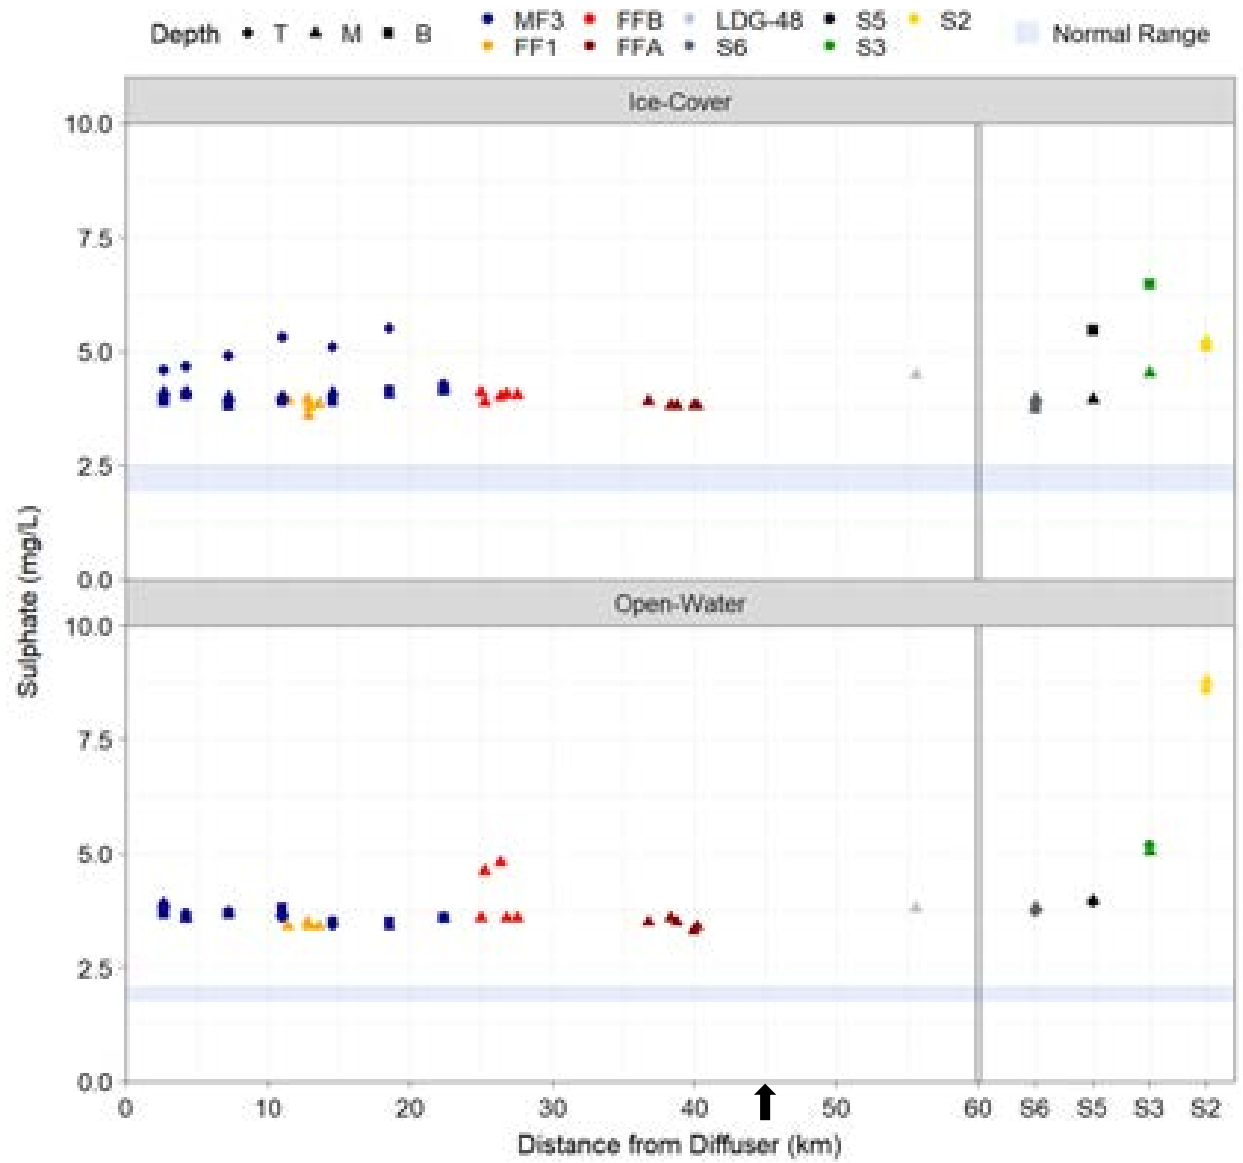 Depth T M B MF3 FFB LDG-48 S5 S2 Normal Range
FF1 FFA S6 S3
Ice-Cover
10.0
7.5
5.0
2.5
0.0
Sulphate (mg/L)
Open-Water
10.0
7.5
5.0
2.5
0.0
0 10 20 30 40 50 60 S6 S5 S3 S2
Distance from Diffuser (km)